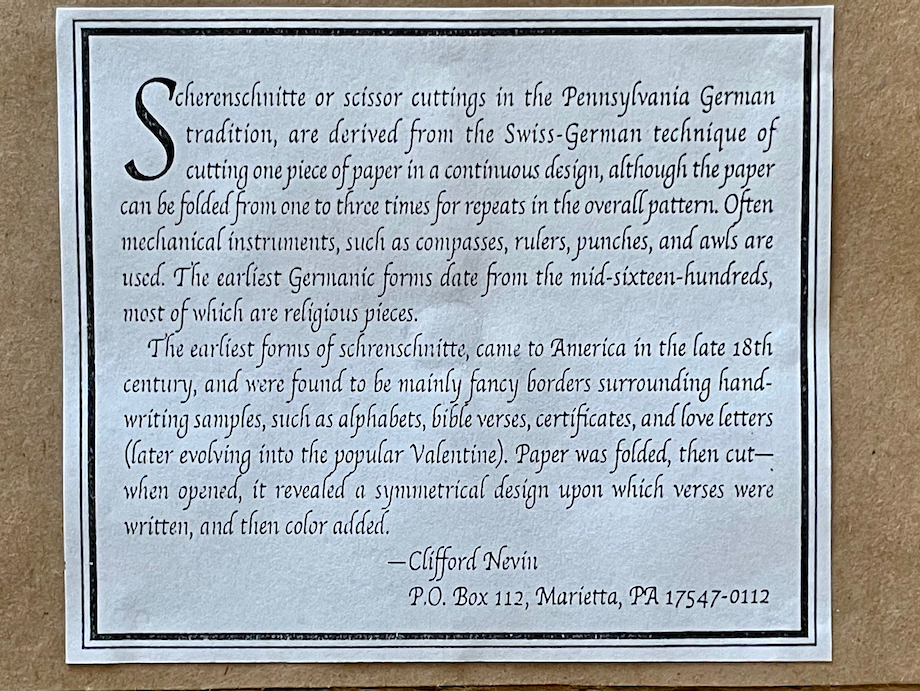 Scherenschnitte or scissor cuttings in the Pennsylvania German
tradition, are derived from the Swiss-German technique of
cutting one piece of paper in a continuous design, although the paper
can be folded from one to three times for repeats in the overall pattern. Often
mechanical instruments, such as compasses, rulers, punches, and awls are
used. The earliest Germanic forms date from the mid-sixteen-hundreds,
most of which are religious pieces.
The earliest forms of schrenschnitte, came to America in the late 18th
century, and were found to be mainly fancy borders surrounding hand-
writing samples, such as alphabets, bible verses, certificates, and love letters
(later evolving into the popular Valentine). Paper was folded, then cut—
when opened, it revealed a symmetrical design upon which verses were
written, and then color added.
—Clifford Nevin
P.O. Box 112, Marietta, PA 17547-0112